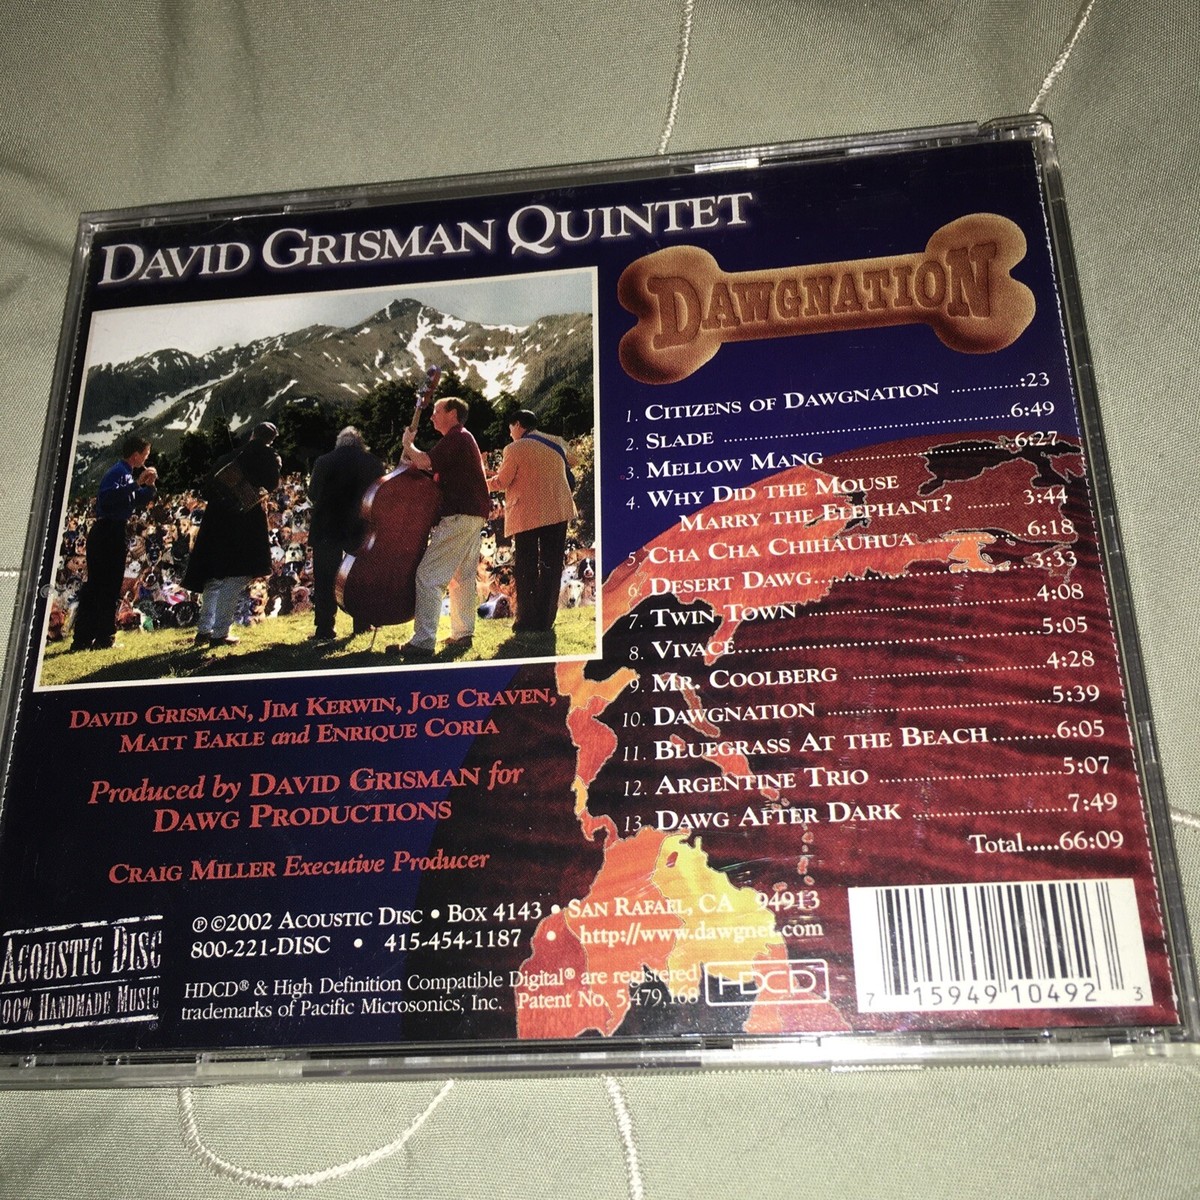 DAVID GRISMAN QUINTET
DAWGNATION
1. CITIZENS OF DAWGNATION .............:23
2. SLADE ..........................................6:49
3. MELLOW MANG ...........................6:27
4. WHY DID THE MOUSE
MARRY THE ELEPHANT? ........ 3:44
5. CHA CHA CHIHAUHUA ................6:18
6. DESERT DAWG...............................3:33
7. TWIN TOWN .................................4:08
8. VIVACE...........................................5:05
9. MR. COOLBERG ...........................4:28
10. DAWGNATION ................................5:39
11. BLUEGRASS AT THE BEACH.........6:05
12. ARGENTINE TRIO .........................5:07
13. DAWG AFTER DARK .....................7:49
Total.....66:09
DAVID GRISMAN, JIM KERWIN, JOE CRAVEN,
MATT EAKLE and ENRIQUE CORIA
Produced by DAVID GRISMAN for
DAWG PRODUCTIONS
CRAIG MILLER Executive Producer
ACOUSTIC DISC
100% HANDMADE MUSIC
℗©2002 ACOUSTIC DISC • BOX 4143 • SAN RAFAEL, CA 94913
800-221-DISC • 415-454-1187 • http://www.dawgnet.com
HDCD® & High Definition Compatible Digital® are registered
trademarks of Pacific Microsonics, Inc. Patent No. 5,479,168
HDCD
7 15949 10492 3